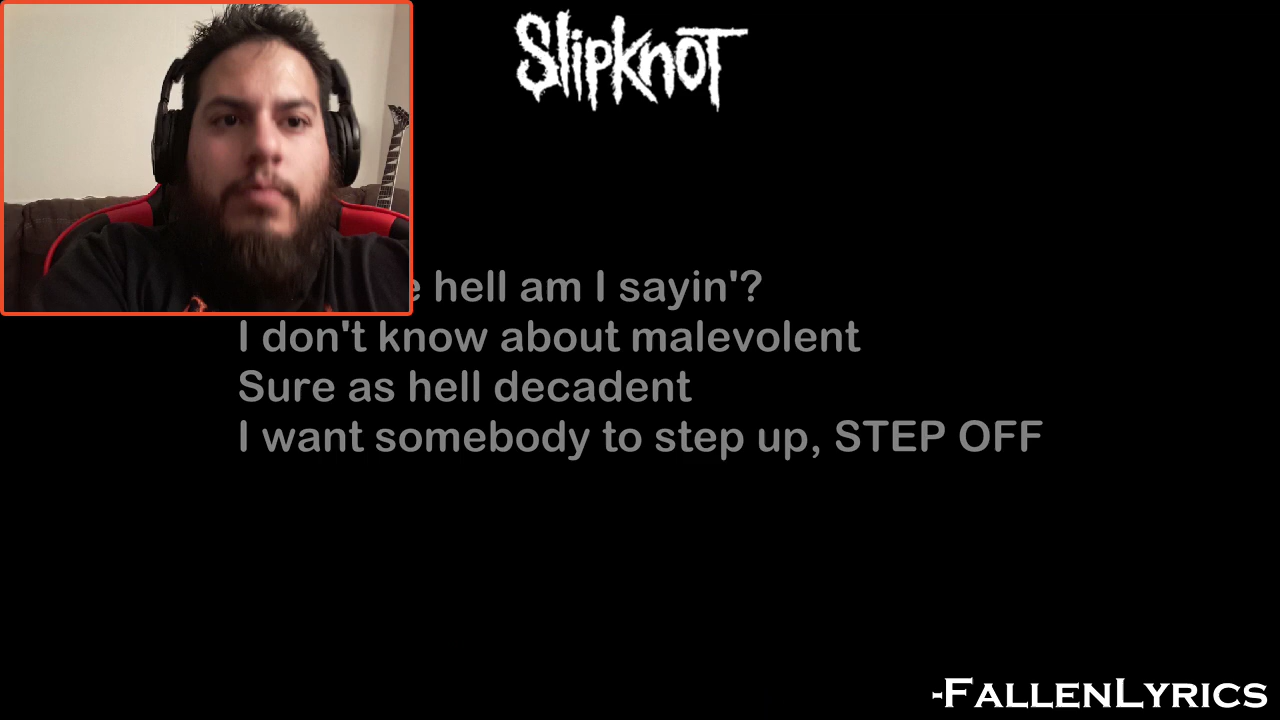 Slipknot
hell am I sayin'?
I don't know about malevolent
Sure as hell decadent
I want somebody to step up, STEP OFF
-FallenLyrics